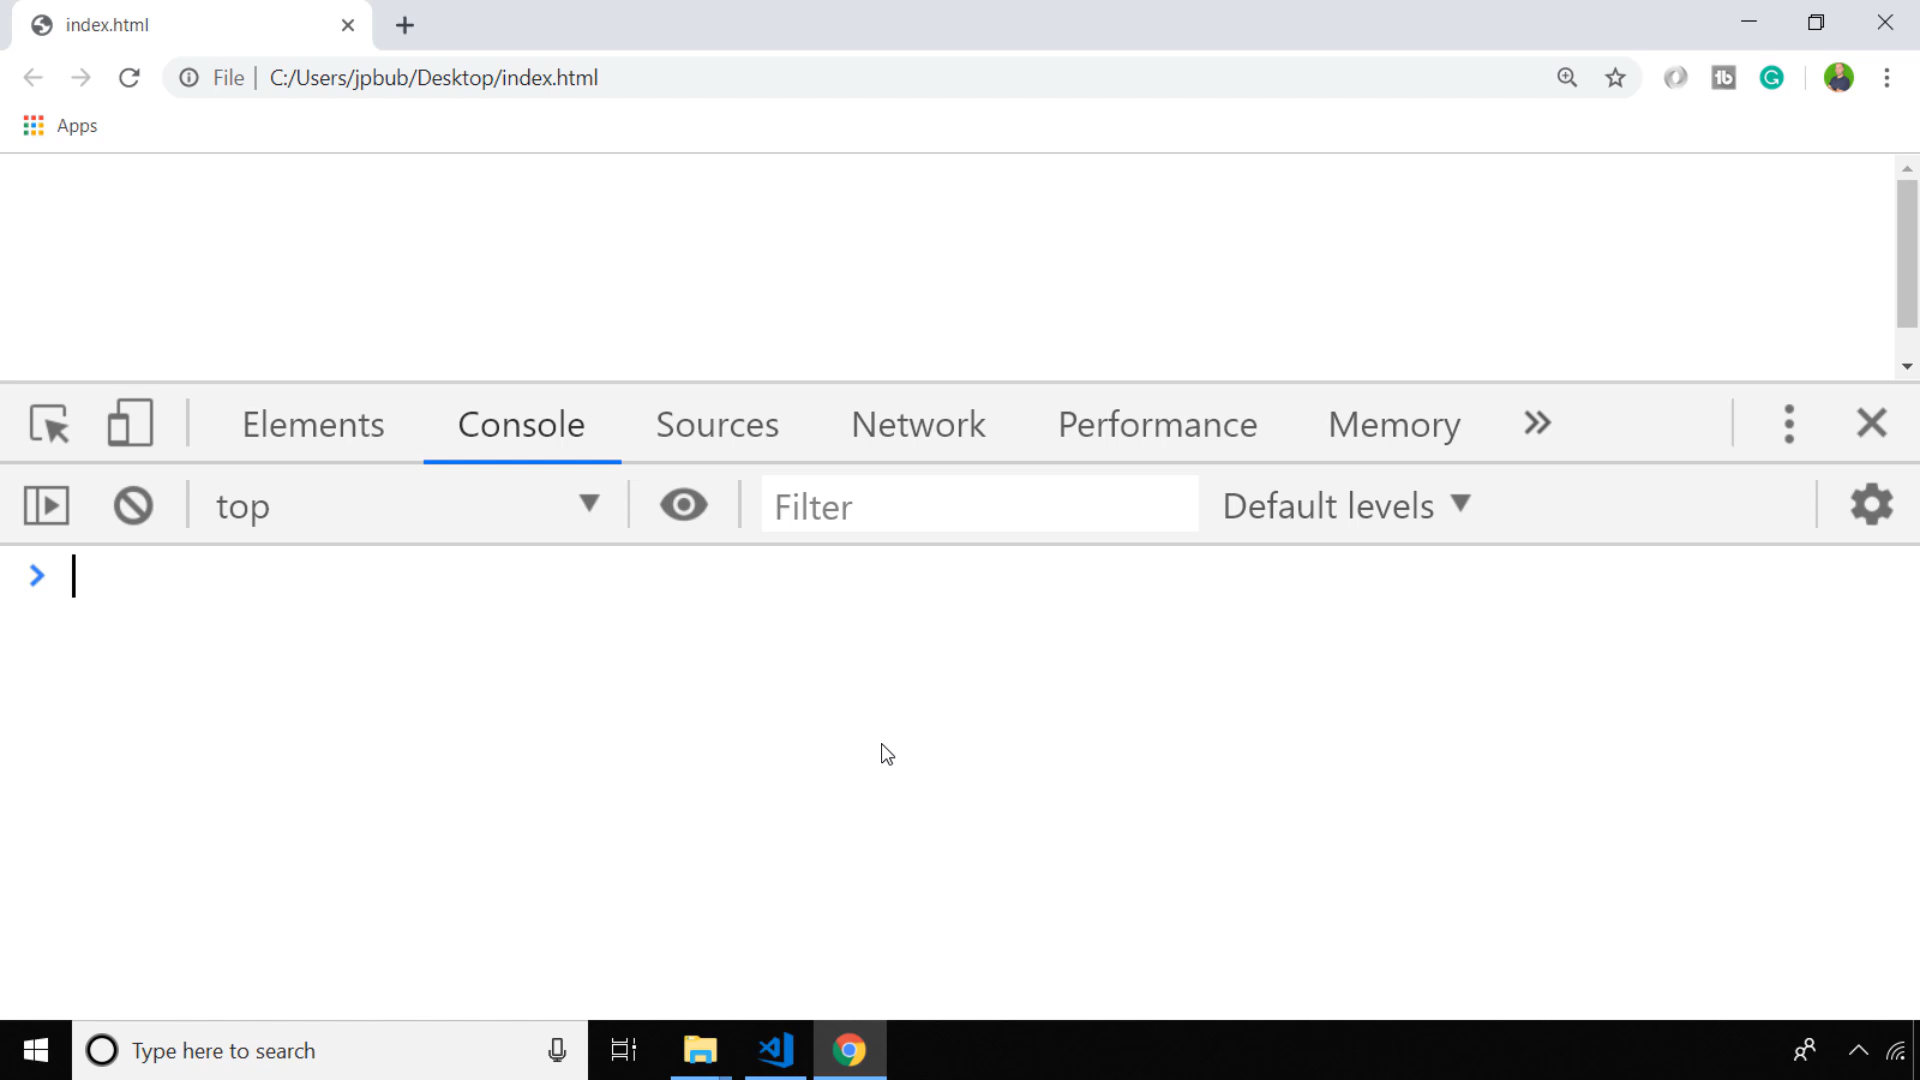 index.html
File | C:/Users/jpbub/Desktop/index.html
Apps
Elements Console Sources Network Performance Memory »
top Filter Default levels
Type here to search